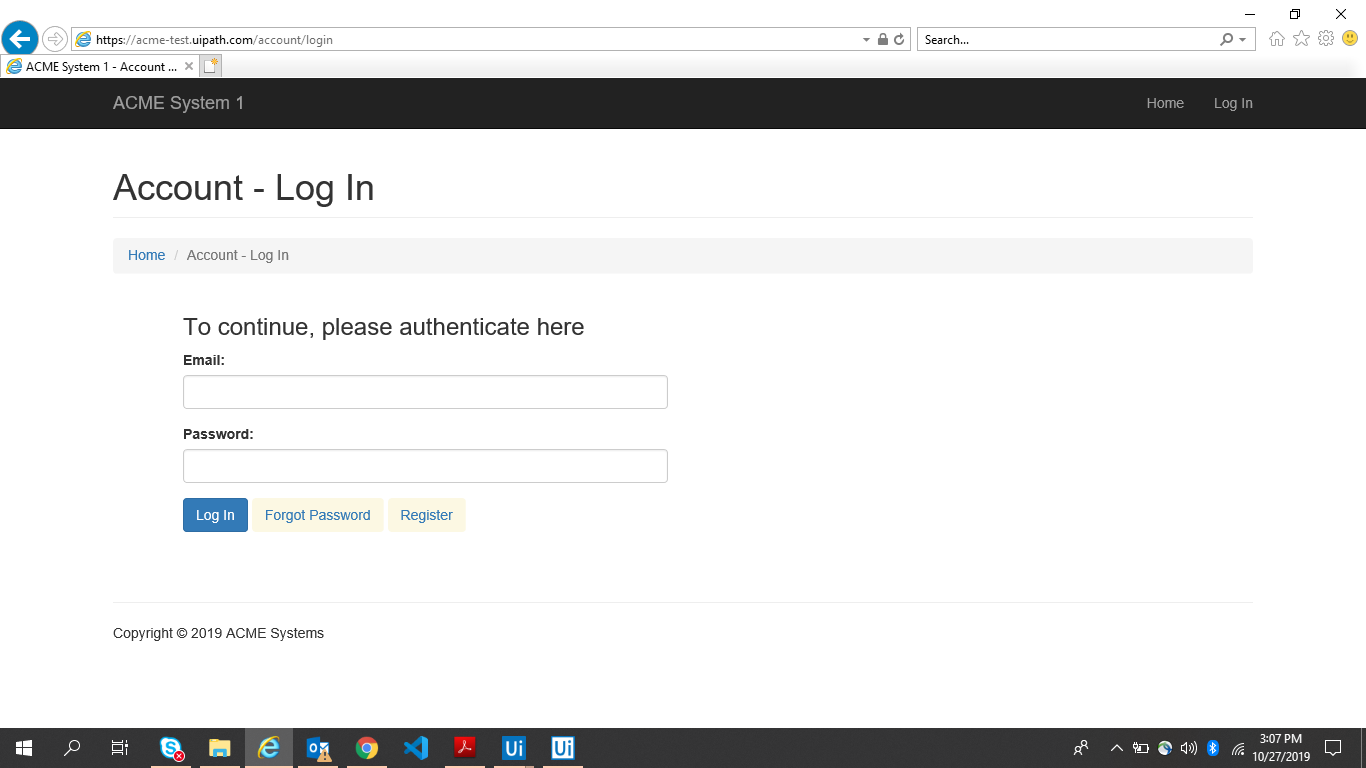 https://acme-test.uipath.com/account/login
Search...
ACME System 1 - Account ...
ACME System 1
Home
Log In
Account - Log In
Home / Account - Log In
To continue, please authenticate here
Email:
Password:
Log In
Forgot Password
Register
Copyright © 2019 ACME Systems
Ui
Ui
3:07 PM
10/27/2019